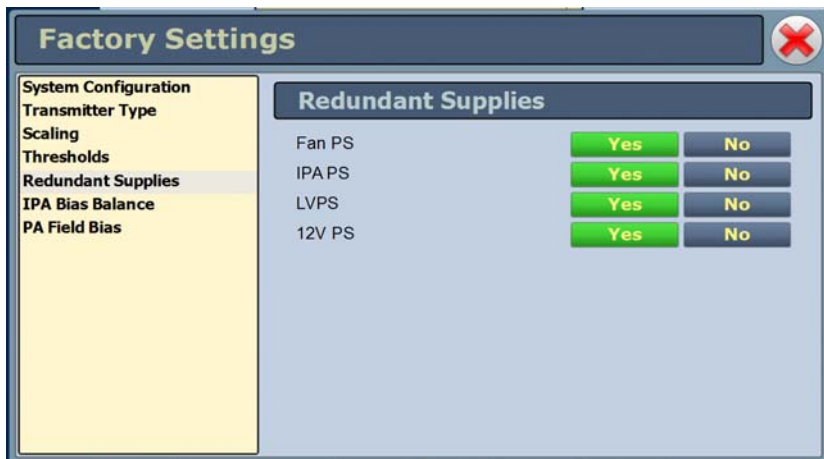 Factory Settings
System Configuration
Transmitter Type
Scaling
Thresholds
Redundant Supplies
IPA Bias Balance
PA Field Bias
Redundant Supplies
Fan PS Yes No
IPA PS Yes No
LVPS Yes No
12V PS Yes No